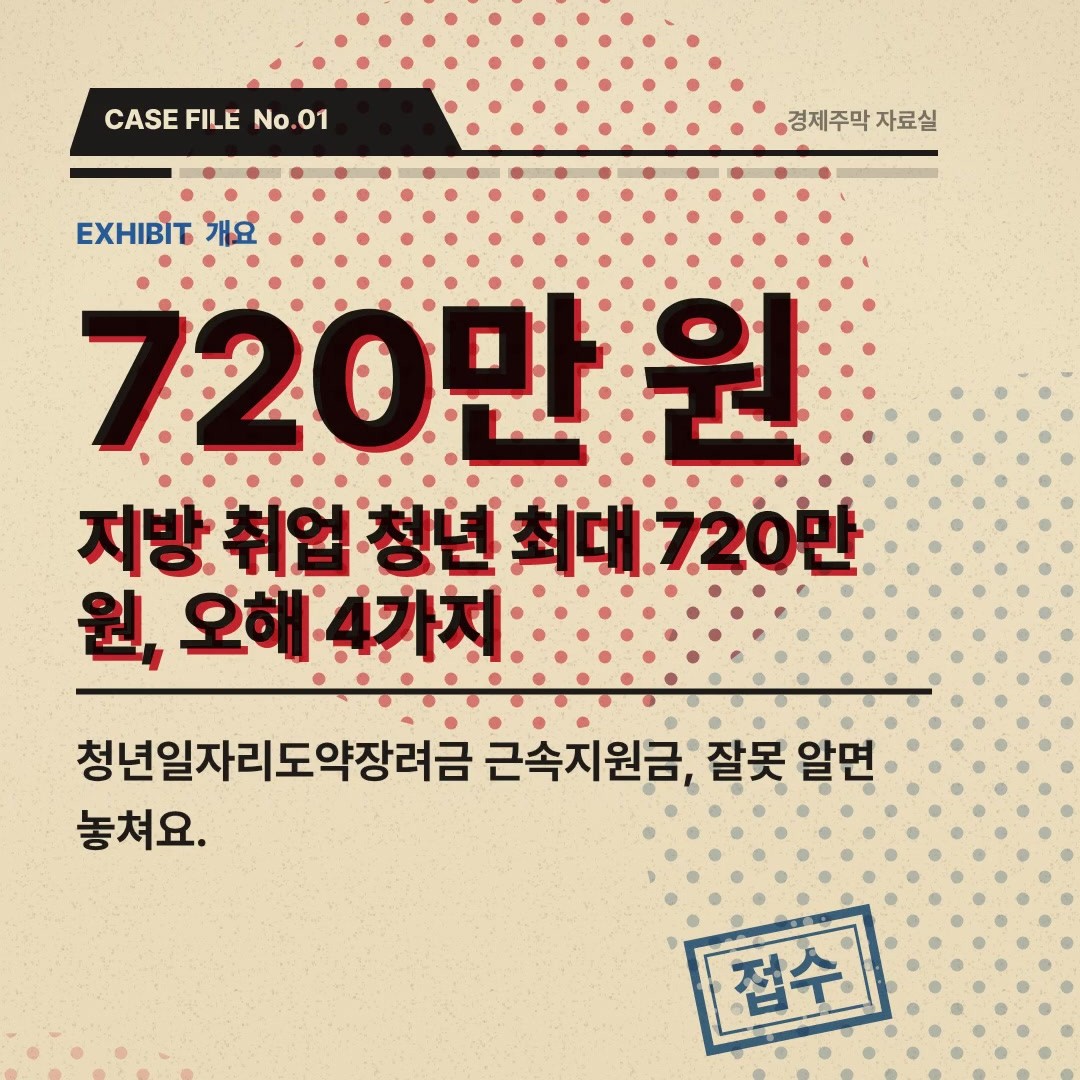 CASE FILE No.01
경제주막 자료실
EXHIBIT 개요
720만 원
지방 취업 청년 최대 720만
원, 오해 4가지
청년일자리도약장려금 근속지원금, 잘못 알면
놓쳐요.
접수